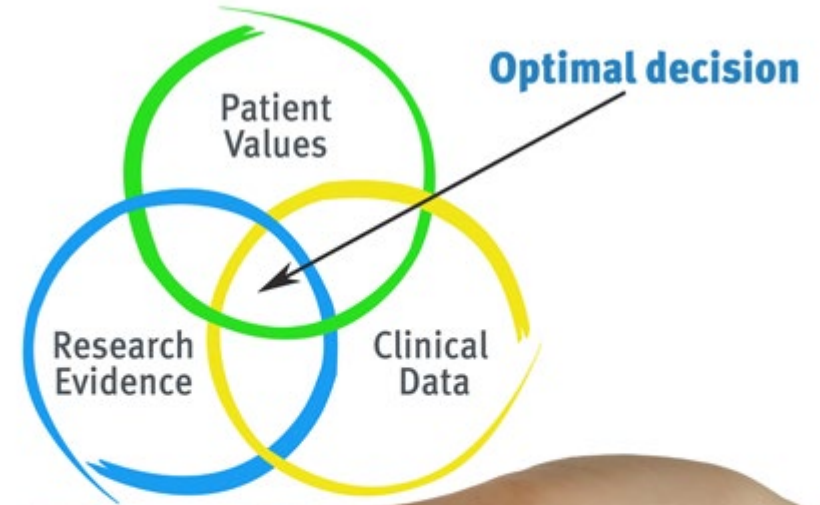 Optimal decision
Patient
Values
Research
Evidence
Clinical
Data